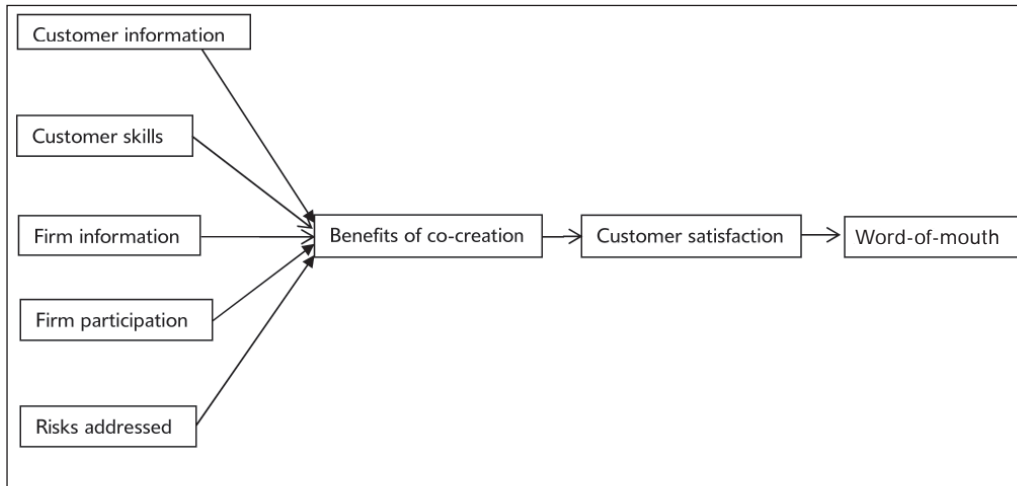 Customer information
Customer skills
Firm information
Firm participation
Risks addressed
Benefits of co-creation
Customer satisfaction
Word-of-mouth